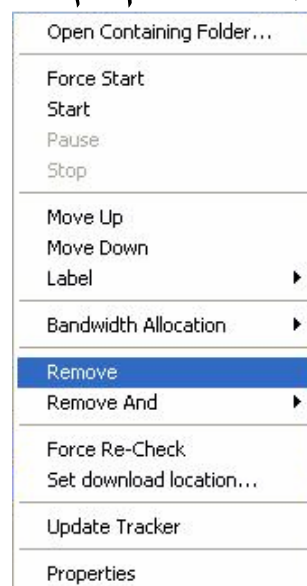 Open Containing Folder...
Force Start
Start
Pause
Stop
Move Up
Move Down
Label
Bandwidth Allocation
Remove
Remove And
Force Re-Check
Set download location...
Update Tracker
Properties